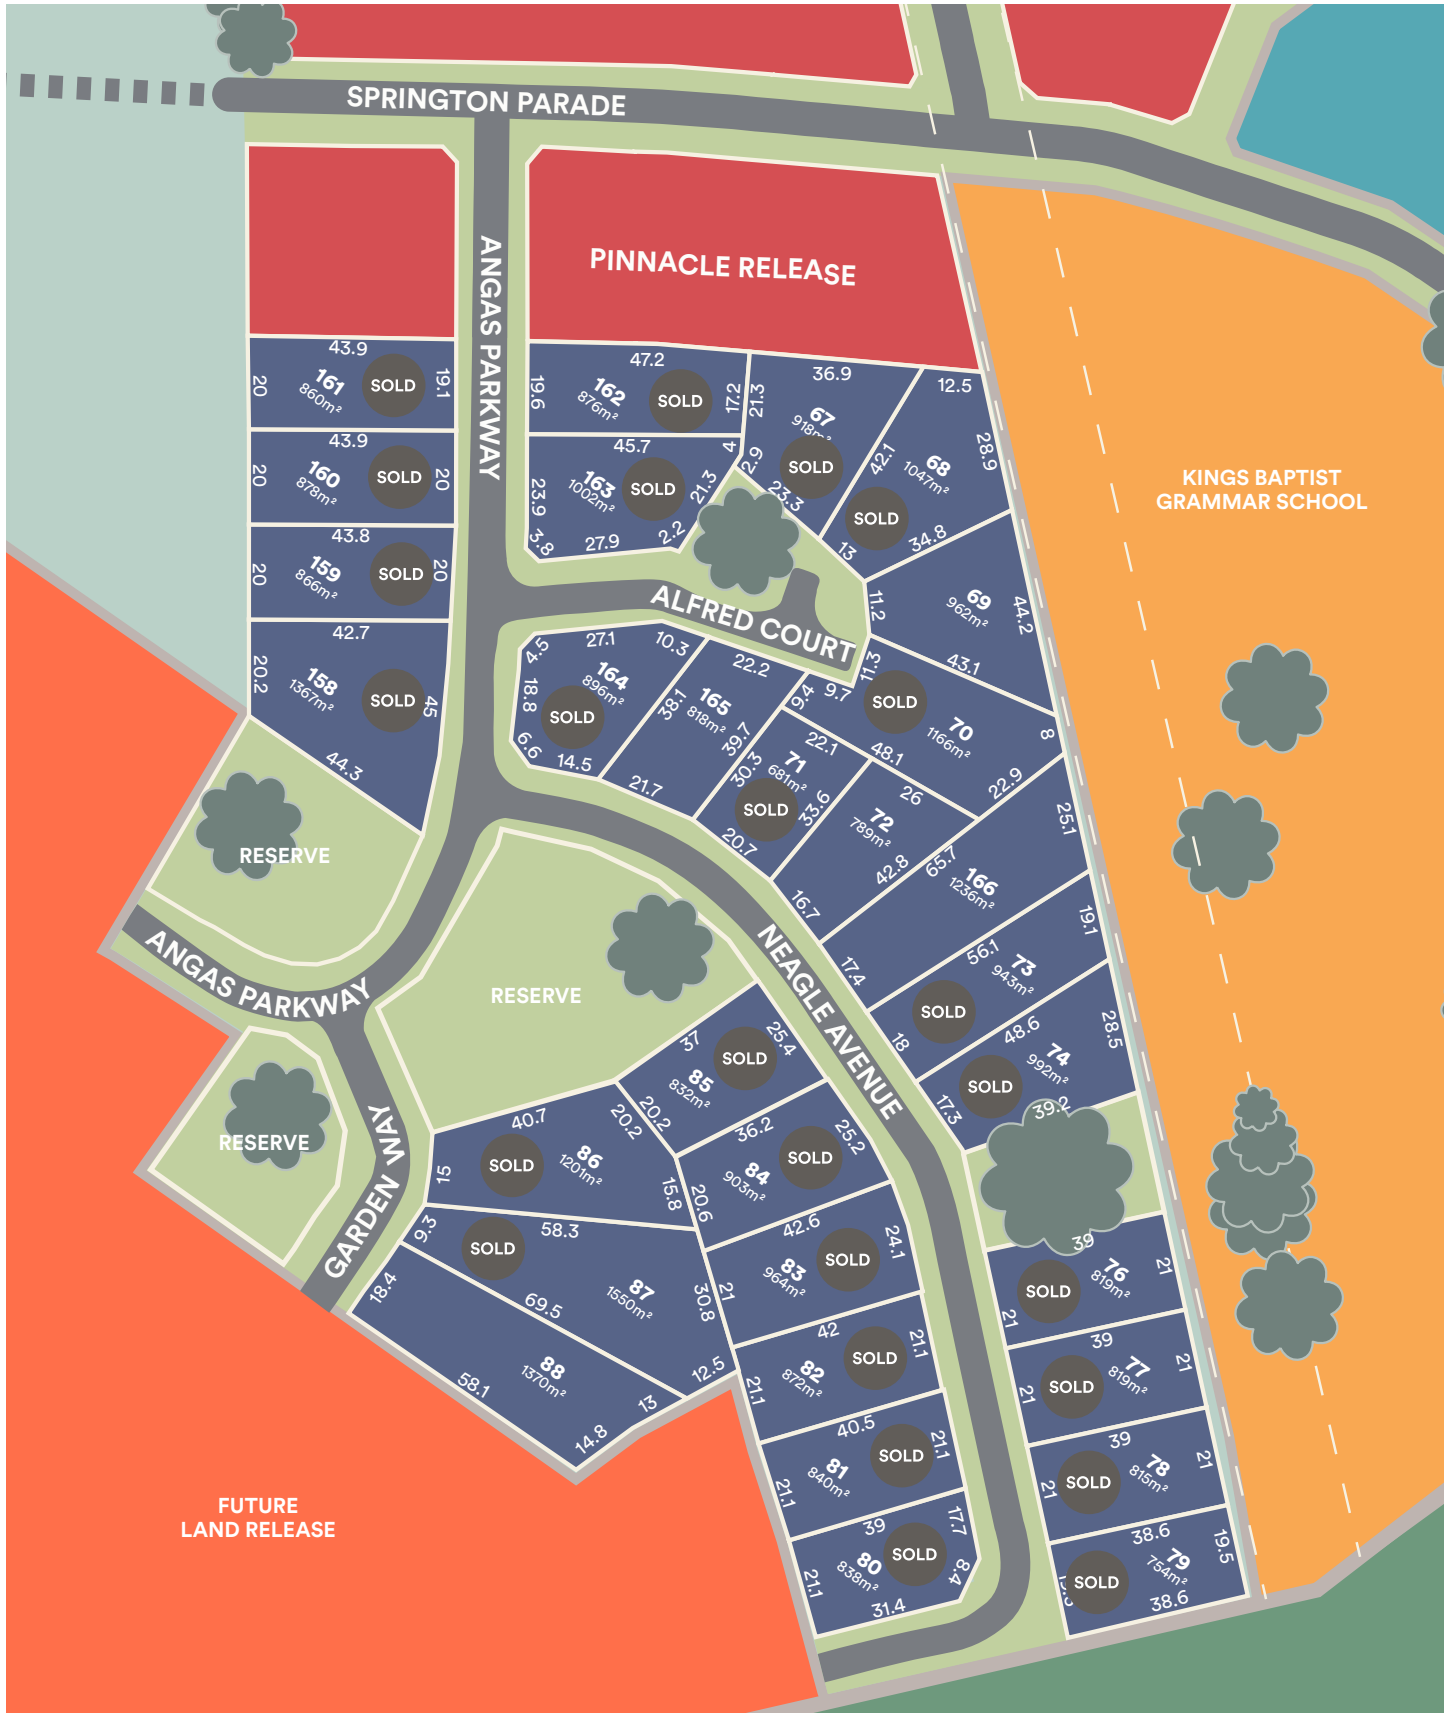 SPRINGTON PARADE
ANGAS PARKWAY
PINNACLE RELEASE
KINGS BAPTIST
GRAMMAR SCHOOL
43.9
20
161
860m²
SOLD
19.1
43.9
20
160
878m²
SOLD
20
43.8
20
159
866m²
SOLD
20
42.7
20.2
158
1367m²
SOLD
45
44.3
47.2
19.6
162
876m²
SOLD
17.2
45.7
4
23.9
163
1002m²
SOLD
21.3
3.8
27.9
2.2
36.9
21.3
67
918m²
SOLD
2.9
23.3
12.5
42.1
68
1047m²
28.9
SOLD
13
34.8
11.2
69
962m²
44.2
43.1
ALFRED COURT
4.5
27.1
10.3
164
896m²
18.8
SOLD
38.1
6.6
14.5
22.2
165
818m²
39.7
21.7
11.3
9.4
9.7
SOLD
70
1166m²
8
48.1
22.9
22.1
71
681m²
30.3
SOLD
33.6
20.7
26
72
789m²
42.8
16.7
65.7
166
1236m²
25.1
17.4
56.1
73
943m²
19.1
SOLD
18
48.6
74
992m²
28.5
SOLD
17.3
39.2
NEAGLE AVENUE
RESERVE
ANGAS PARKWAY
RESERVE
RESERVE
GARDEN WAY
37
25.4
SOLD
85
832m²
20.2
40.7
20.2
86
1201m²
SOLD
15
15.8
36.2
25.2
SOLD
84
903m²
20.6
9.3
58.3
SOLD
87
1550m²
30.8
69.5
12.5
18.4
88
1370m²
58.1
13
14.8
42.6
24.1
83
964m²
SOLD
21
42
21.1
82
872m²
SOLD
21.1
40.5
21.1
81
840m²
SOLD
21.1
39
17.7
80
838m²
SOLD
8.4
21.1
31.4
39
76
819m²
21
SOLD
21
39
77
819m²
21
SOLD
21
39
78
815m²
21
SOLD
21
38.6
79
754m²
19.5
SOLD
38.6
FUTURE
LAND RELEASE